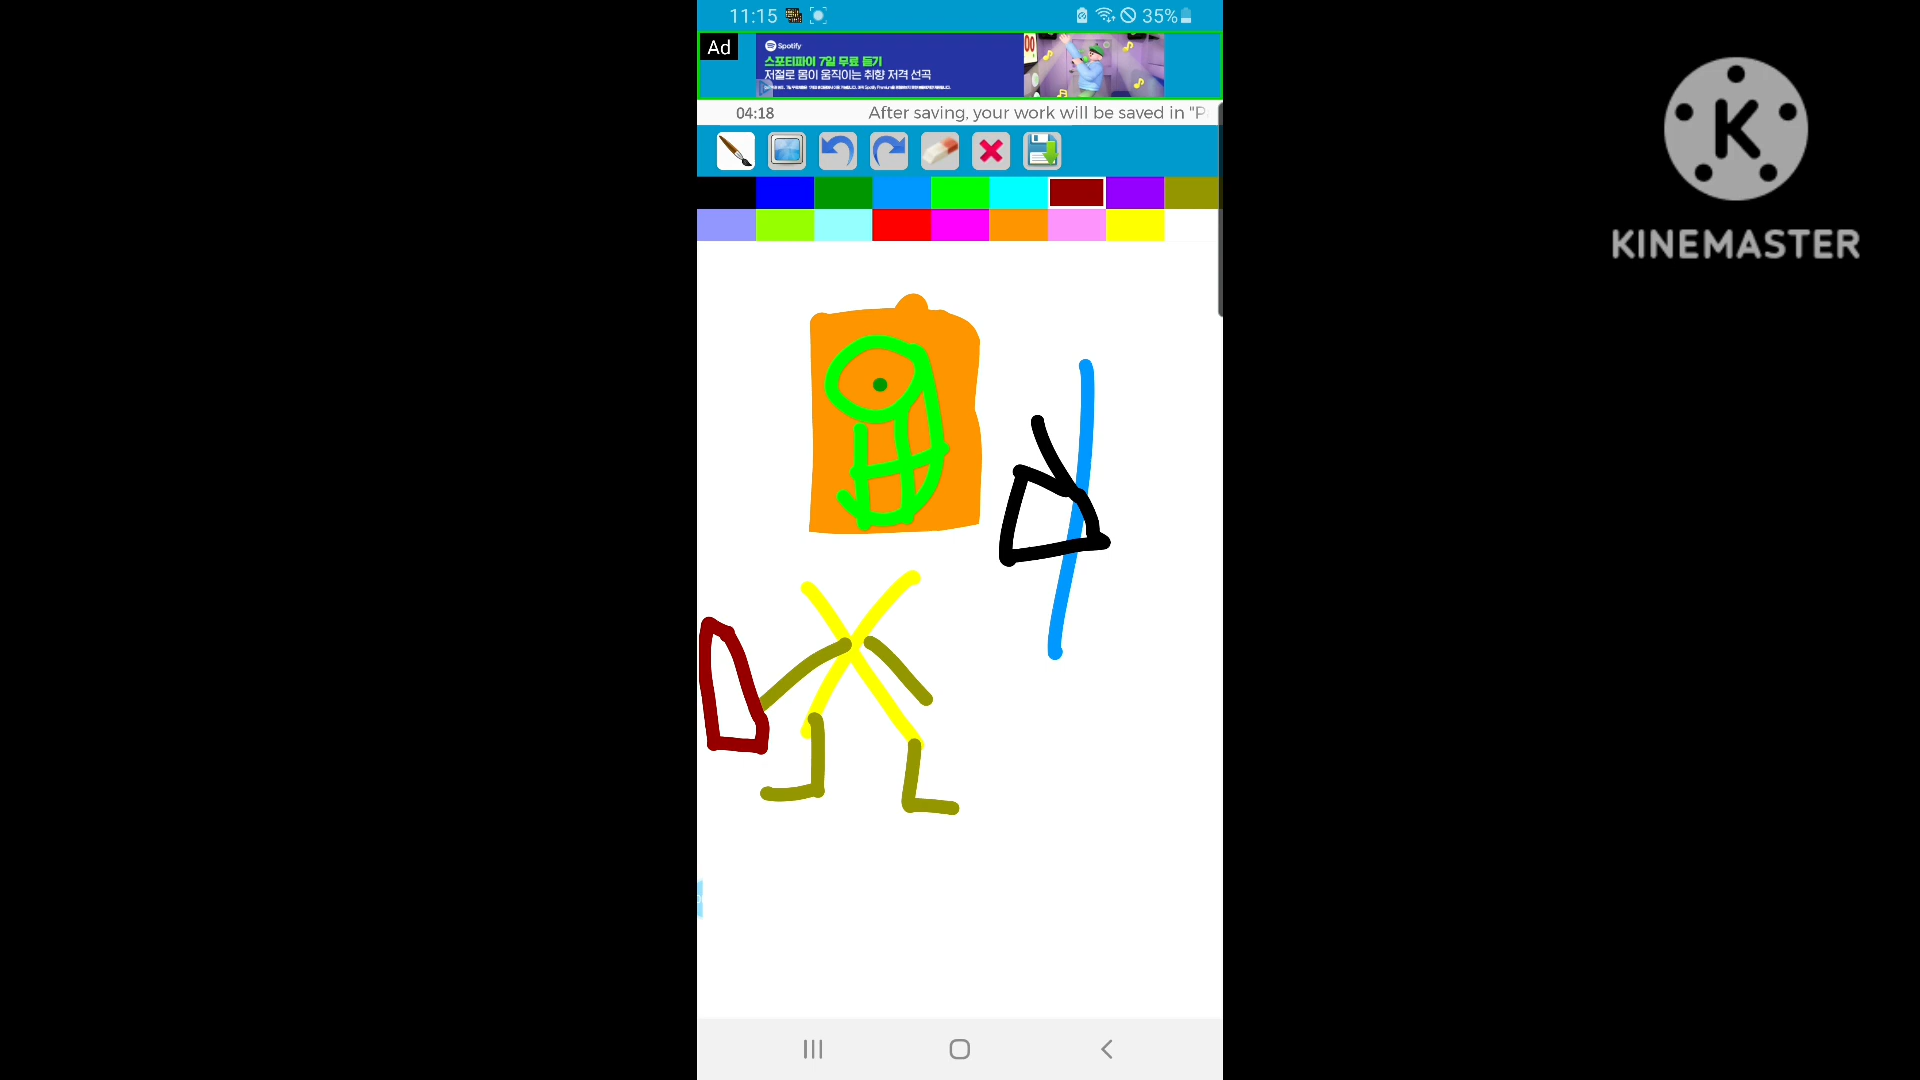 11:15
35%
Ad
Spotify
스포티파이 7일 무료 듣기
저절로 몸이 움직이는 취향 저격 선곡
04:18
After saving, your work will be saved in "P
K
KINEMASTER